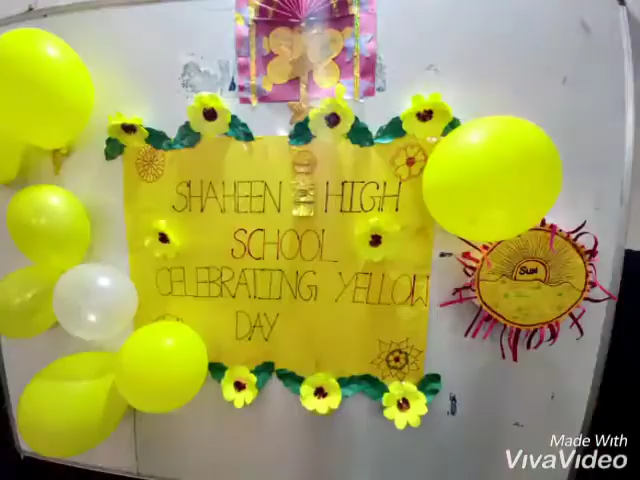 SHAHEEN HIGH
SCHOOL
CELEBRATING YELLOW
DAY
Sun
Made With
VivaVideo